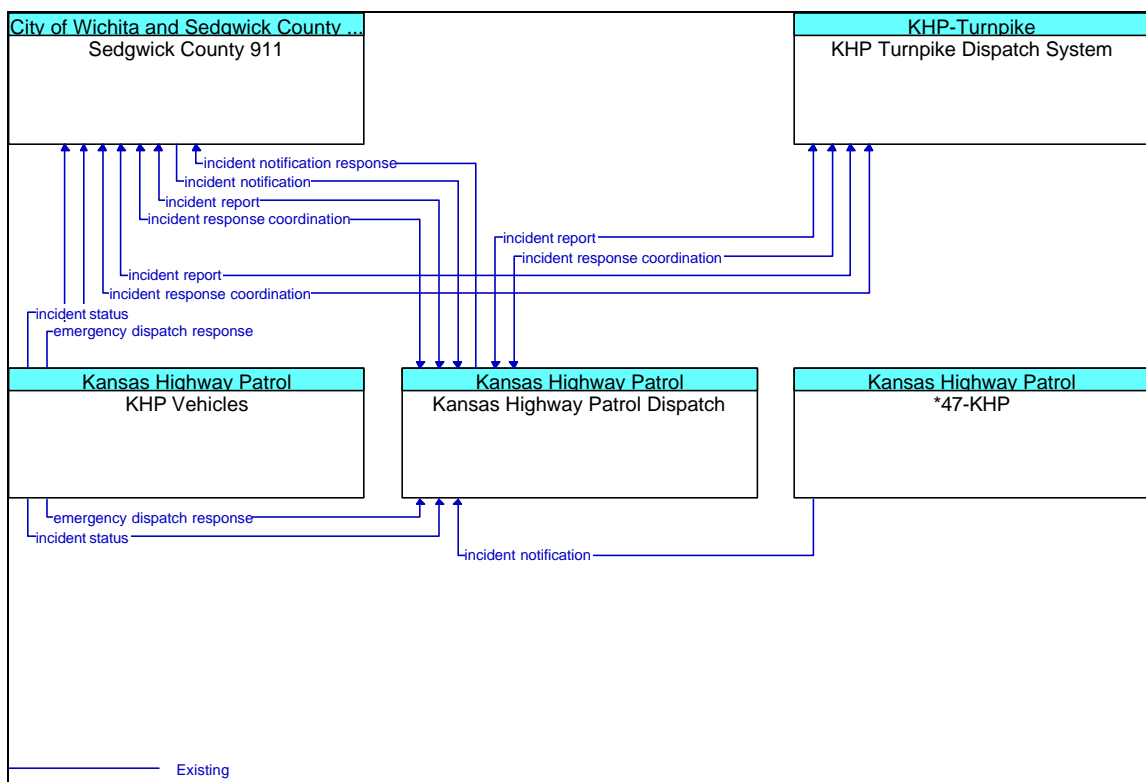 City of Wichita and Sedgwick County ...
Sedgwick County 911
KHP-Turnpike
KHP Turnpike Dispatch System
incident notification response
incident notification
incident report
incident response coordination
incident report
incident response coordination
incident report
incident response coordination
incident status
emergency dispatch response
Kansas Highway Patrol
KHP Vehicles
Kansas Highway Patrol
Kansas Highway Patrol Dispatch
Kansas Highway Patrol
*47-KHP
emergency dispatch response
incident status
incident notification
Existing